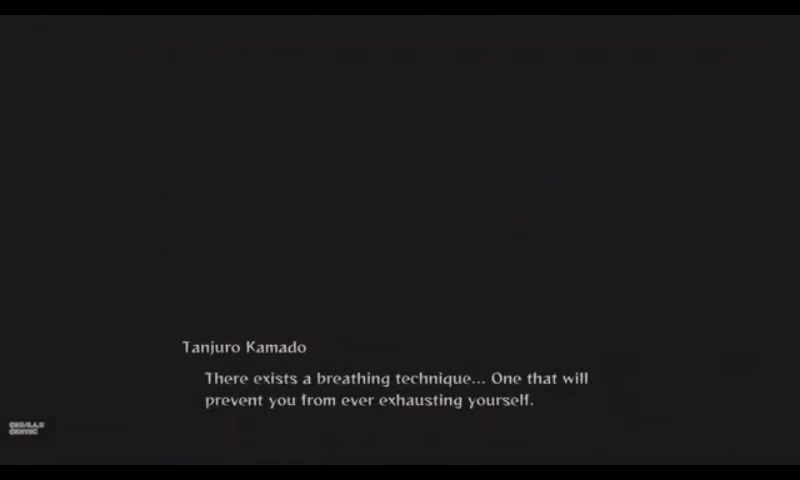 Tanjuro Kamado
There exists a breathing technique... One that will
prevent you from ever exhausting yourself.